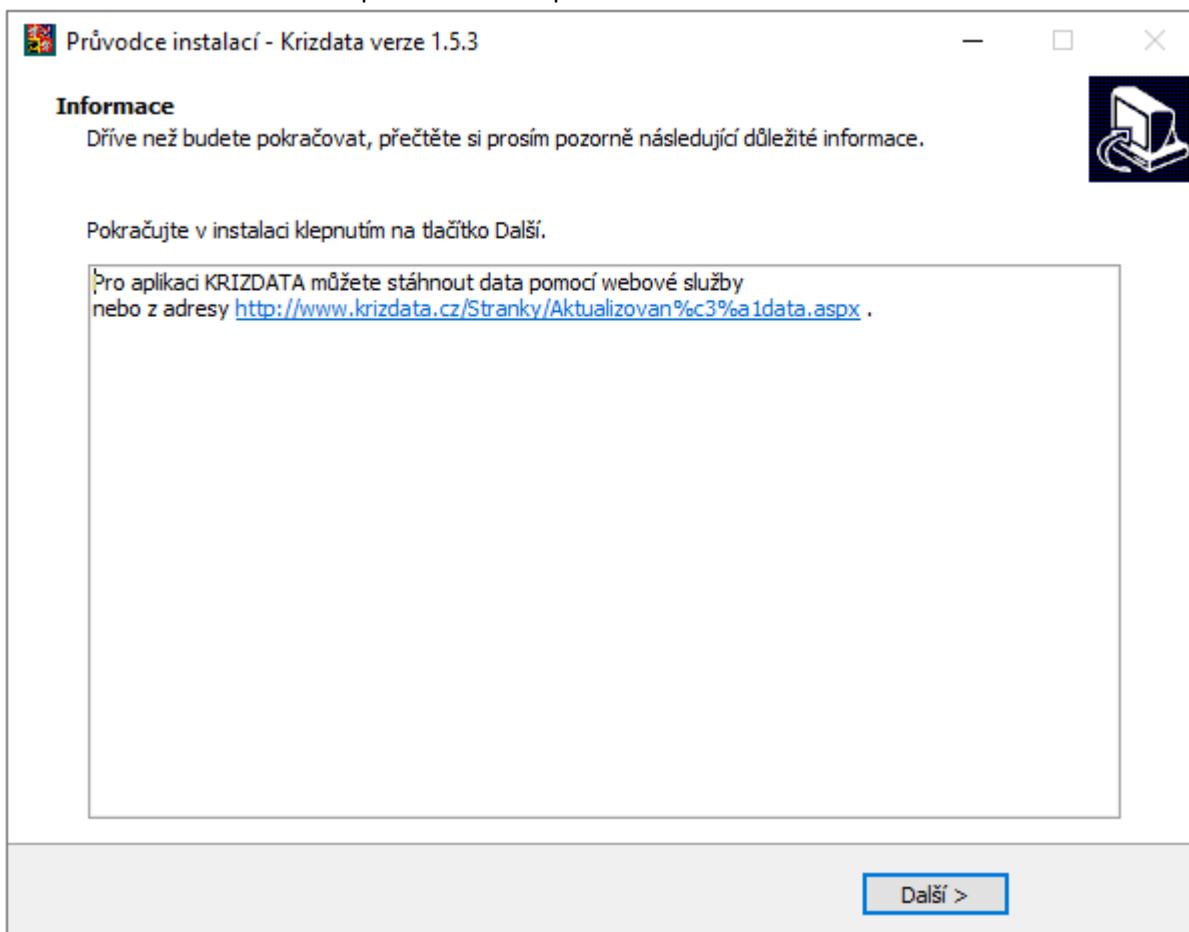 Průvodce instalací - Krizdata verze 1.5.3
Informace
Dříve než budete pokračovat, přečtěte si prosím pozorně následující důležité informace.
Pokračujte v instalaci klepnutím na tlačítko Další.
Pro aplikaci KRIZDATA můžete stáhnout data pomocí webové služby
nebo z adresy http://www.krizdata.cz/Stranky/Aktualizovan%c3%a1data.aspx .
Další >